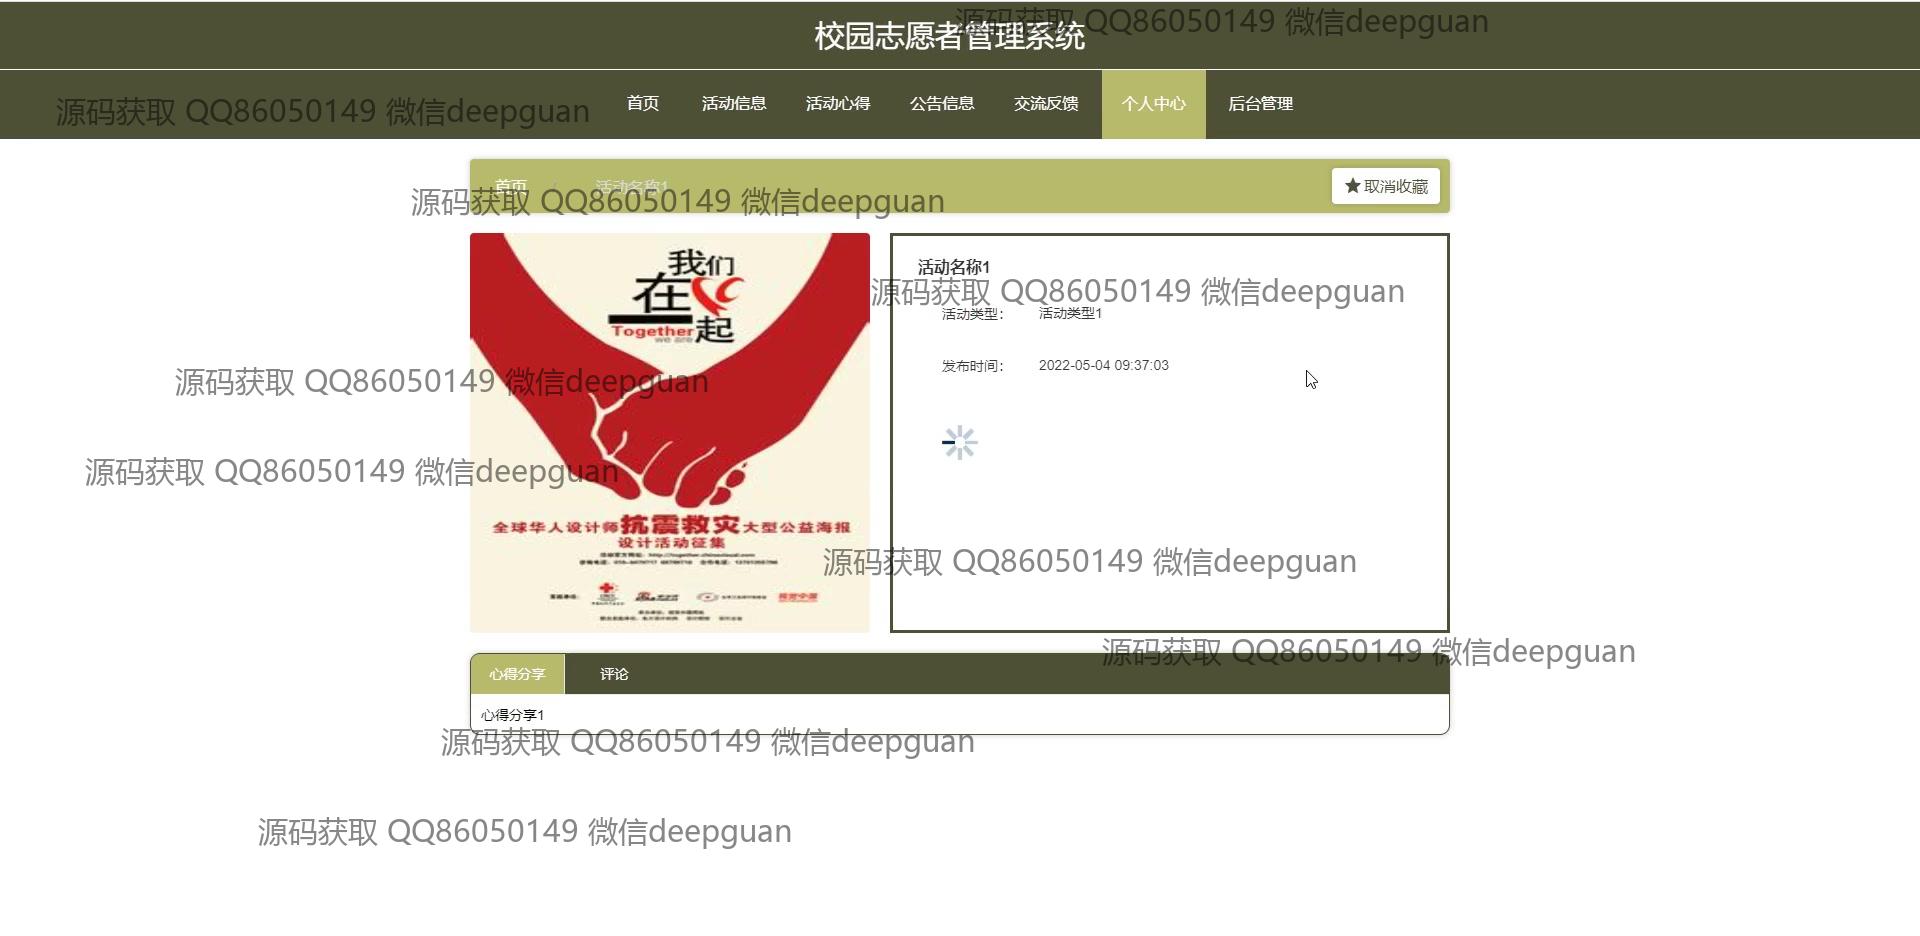 校园志愿者管理系统
源码获取 QQ86050149 微信deepguan
首页 活动信息 活动心得 公告信息 交流反馈 个人中心 后台管理
源码获取 QQ86050149 微信deepguan
首页 活动名称1
★取消收藏
源码获取 QQ86050149 微信deepguan
我们
在
起
Together
we are
全球华人设计师抗震救灾大型公益海报
设计活动征集
活动名称1
源码获取 QQ86050149 微信deepguan
活动类型： 活动类型1
发布时间： 2022-05-04 09:37:03
源码获取 QQ86050149 微信deepguan
源码获取 QQ86050149 微信deepguan
源码获取 QQ86050149 微信deepguan
源码获取 QQ86050149 微信deepguan
心得分享 评论
心得分享1
源码获取 QQ86050149 微信deepguan
源码获取 QQ86050149 微信deepguan